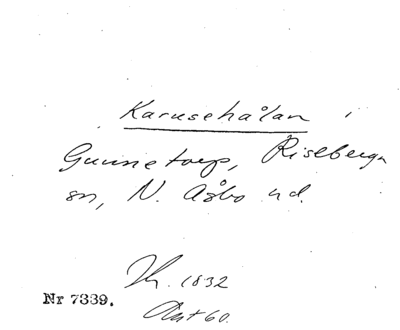 Karusehålan i
Gunnetorp, Riseberga
sn, N. Åsbo hd.
1832
Nr 7339.